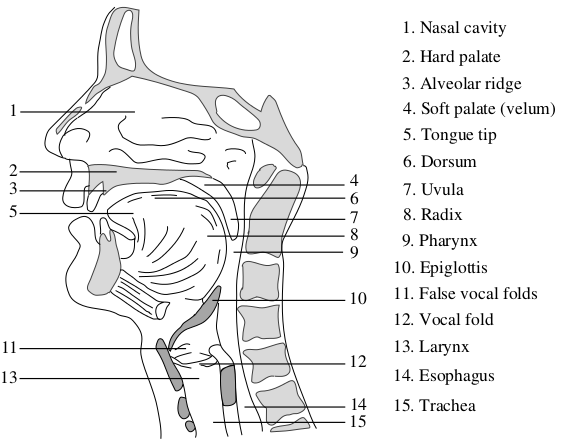 1
2
3
5
11
13
4
6
7
8
9
10
12
14
15
1. Nasal cavity
2. Hard palate
3. Alveolar ridge
4. Soft palate (velum)
5. Tongue tip
6. Dorsum
7. Uvula
8. Radix
9. Pharynx
10. Epiglottis
11. False vocal folds
12. Vocal fold
13. Larynx
14. Esophagus
15. Trachea